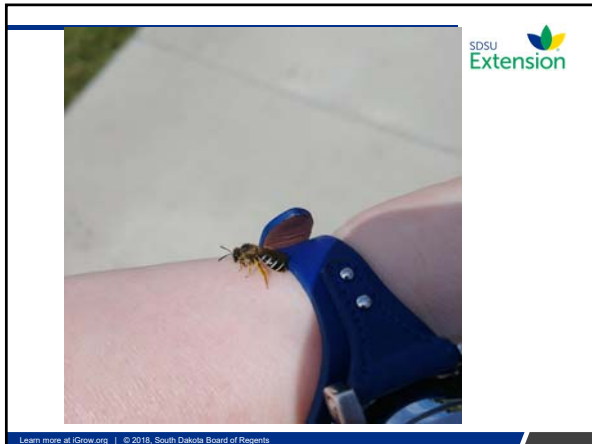 SDSU
Extension
Learn more at iGrow.org | © 2018, South Dakota Board of Regents